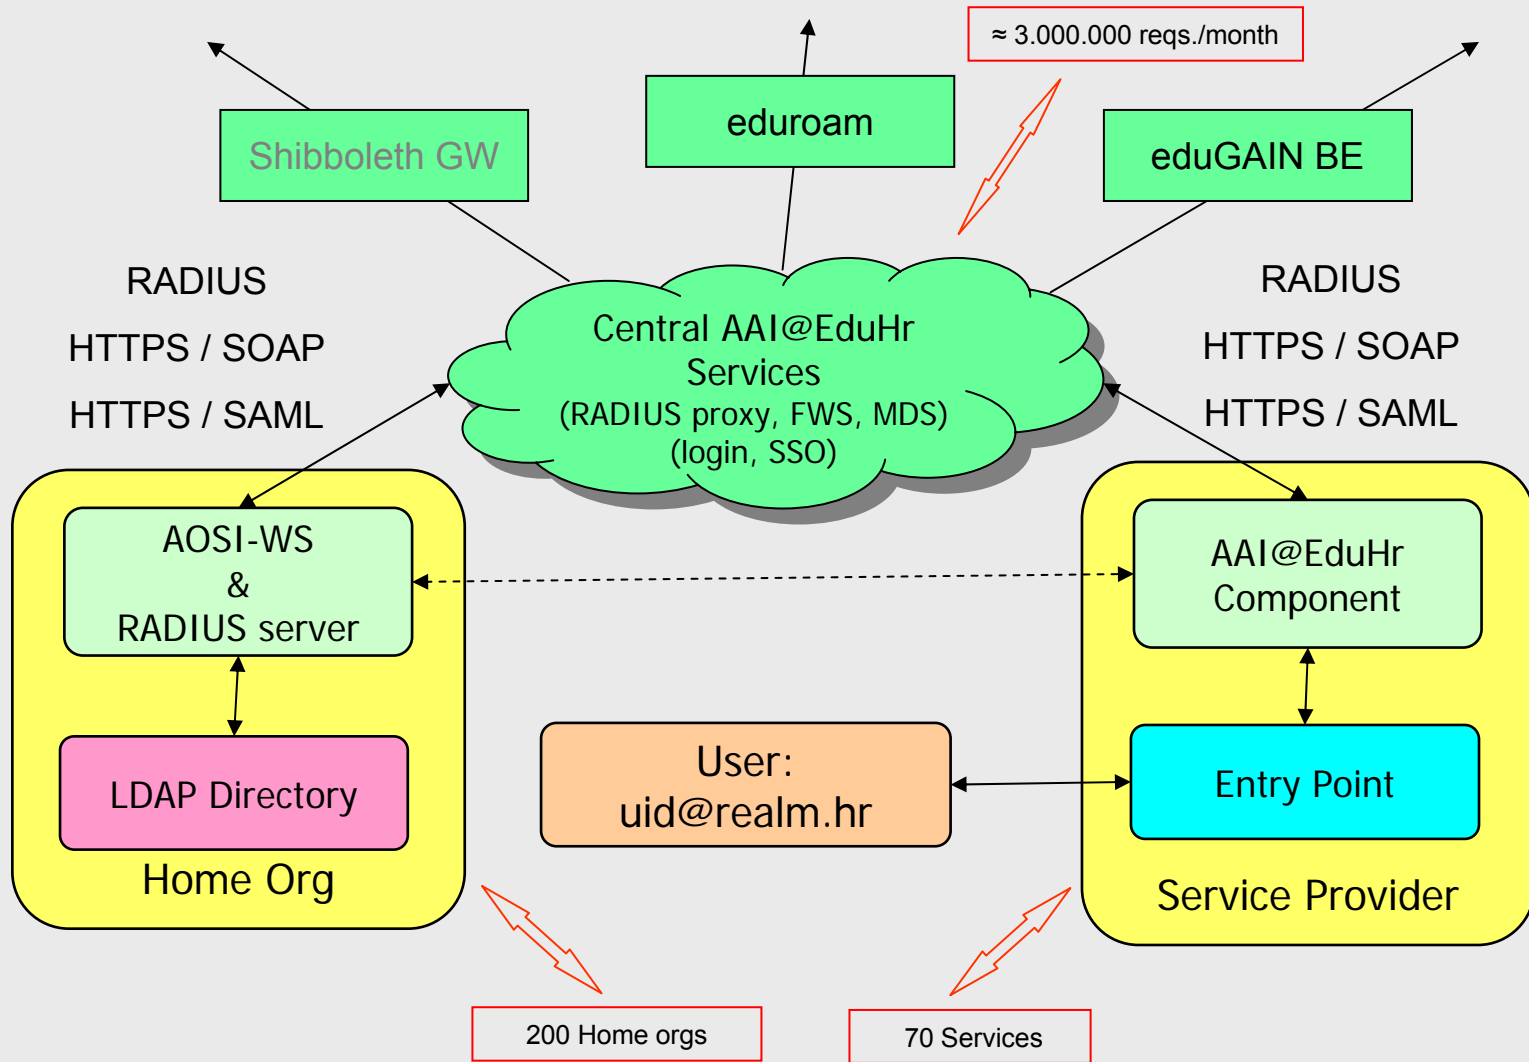 ≈ 3.000.000 reqs./month
Shibboleth GW
eduroam
eduGAIN BE
RADIUS
HTTPS / SOAP
HTTPS / SAML
Central AAI@EduHr
Services
(RADIUS proxy, FWS, MDS)
(login, SSO)
RADIUS
HTTPS / SOAP
HTTPS / SAML
AOSI-WS
&
RADIUS server
LDAP Directory
Home Org
User:
uid@realm.hr
AAI@EduHr
Component
Entry Point
Service Provider
200 Home orgs
70 Services